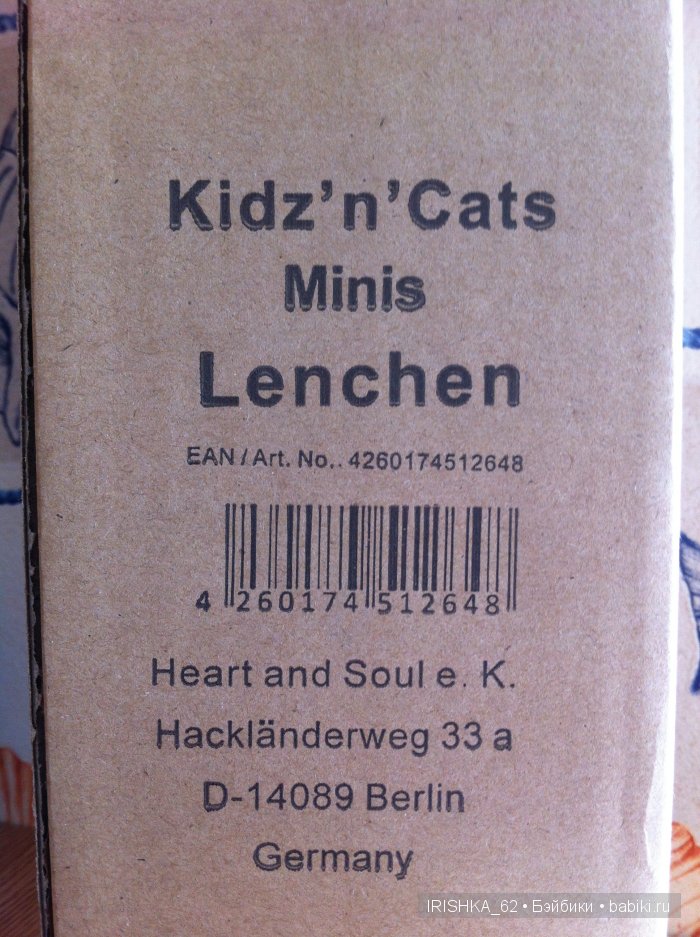 Kidz’n’Cats
Minis
Lenchen
EAN / Art. No.. 4260174512648
4 260174 512648
Heart and Soul e. K.
Hackländerweg 33 a
D-14089 Berlin
Germany
IRISHKA_62 • Бэйбики • babiki.ru